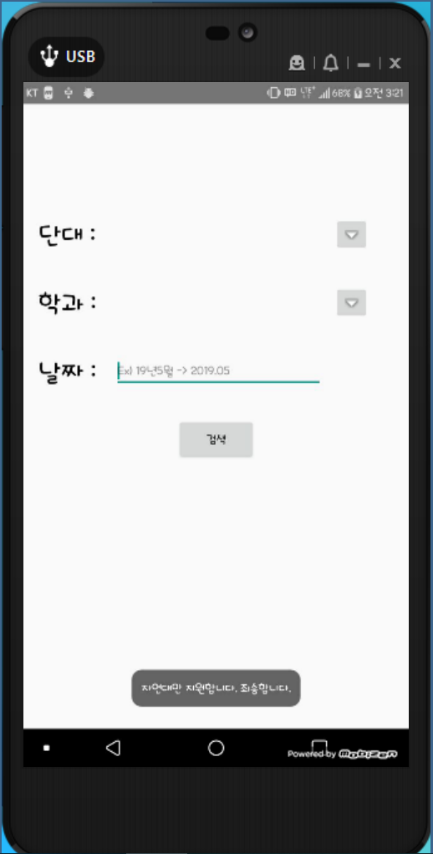 USB
KT 68% 오전 3:21
단대 :
학과 :
날짜 : Ex) 19년5월 -> 2019.05
검색
자연대만 지원합니다. 죄송합니다.
Powered by Mobizen